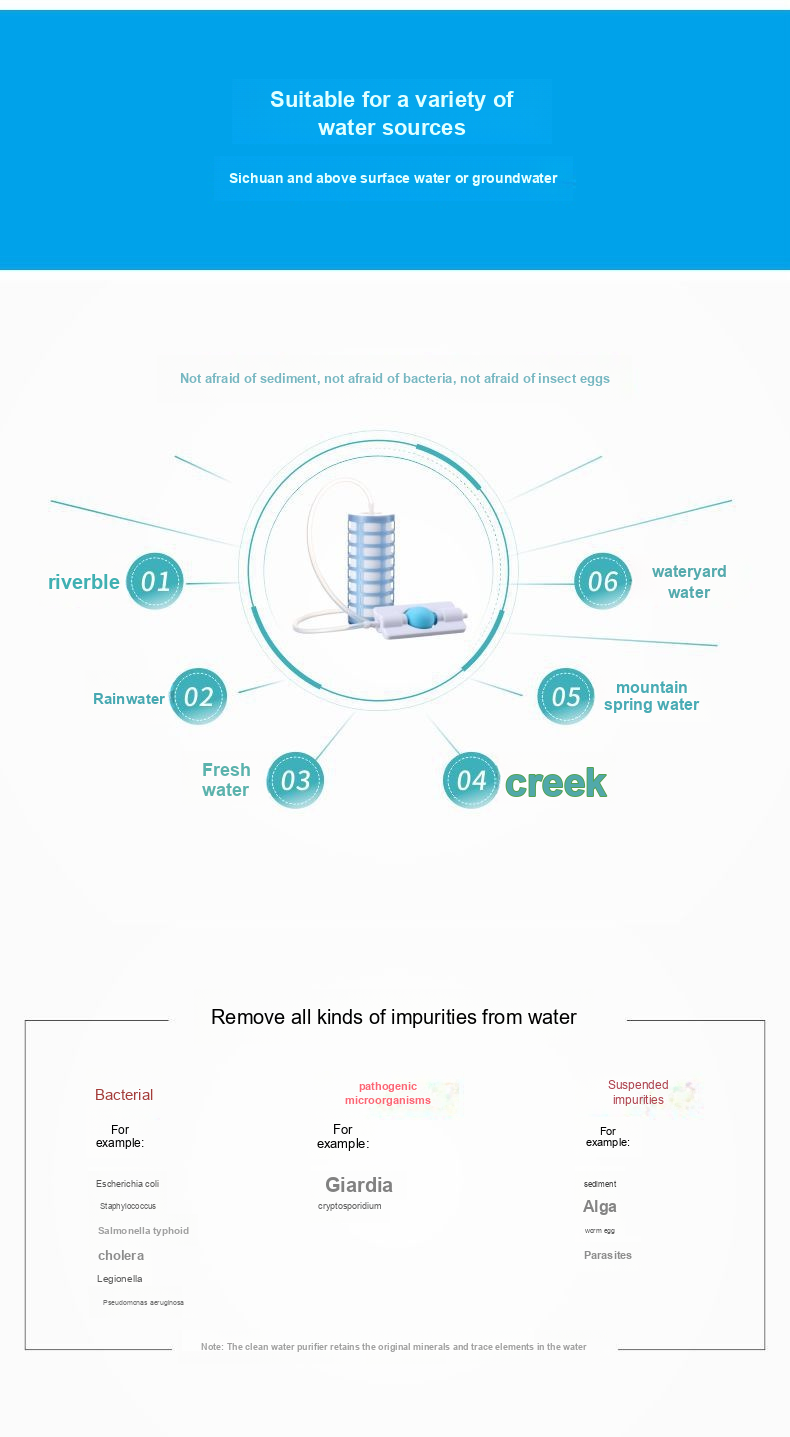 Suitable for a variety of
water sources
Sichuan and above surface water or groundwater
Not afraid of sediment, not afraid of bacteria, not afraid of insect eggs
riverble 01
06 wateryard
water
Rainwater 02
05 mountain
spring water
Fresh
water 03
04 creek
Remove all kinds of impurities from water
Bacterial
For
example:
Escherichia coli
Staphylococcus
Salmonella typhoid
cholera
Legionella
Pseudomonas aeruginosa
pathogenic
microorganisms
For
example:
Giardia
cryptosporidium
Suspended
impurities
For
example:
sediment
Alga
worm egg
Parasites
Note: The clean water purifier retains the original minerals and trace elements in the water